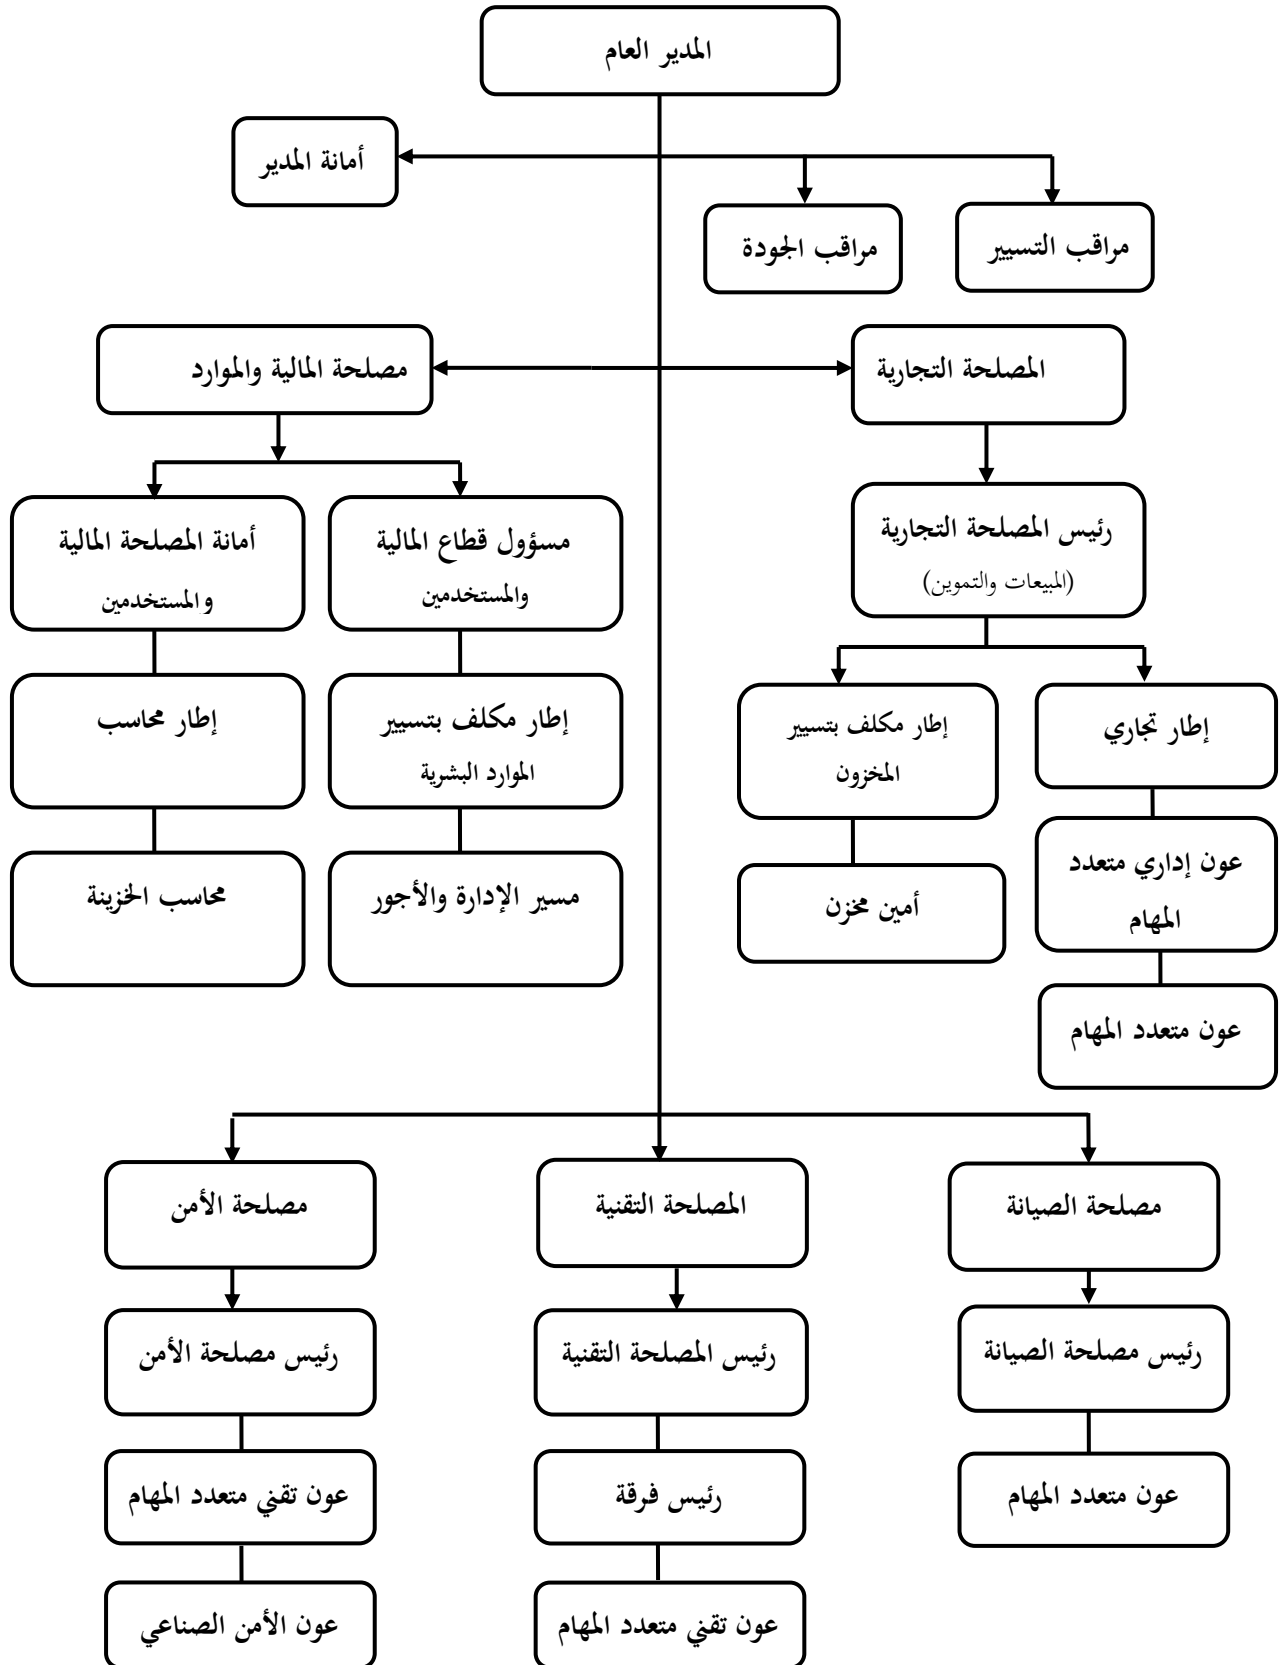 المدير العام
أمانة المدير
مراقب التسيير
مراقب الجودة
المصلحة التجارية
مصلحة المالية والموارد
رئيس المصلحة التجارية
(المبيعات والتموين)
مسؤول قطاع المالية
والمستخدمين
أمانة المصلحة المالية
والمستخدمين
إطار تجاري
إطار مكلف بتسيير
المخزون
إطار مكلف بتسيير
الموارد البشرية
إطار محاسب
عون إداري متعدد
المهام
أمين مخزن
مسير الإدارة والأجور
محاسب الخزينة
عون متعدد المهام
مصلحة الصيانة
المصلحة التقنية
مصلحة الأمن
رئيس مصلحة الصيانة
رئيس المصلحة التقنية
رئيس مصلحة الأمن
عون متعدد المهام
رئيس فرقة
عون تقني متعدد المهام
عون تقني متعدد المهام
عون الأمن الصناعي